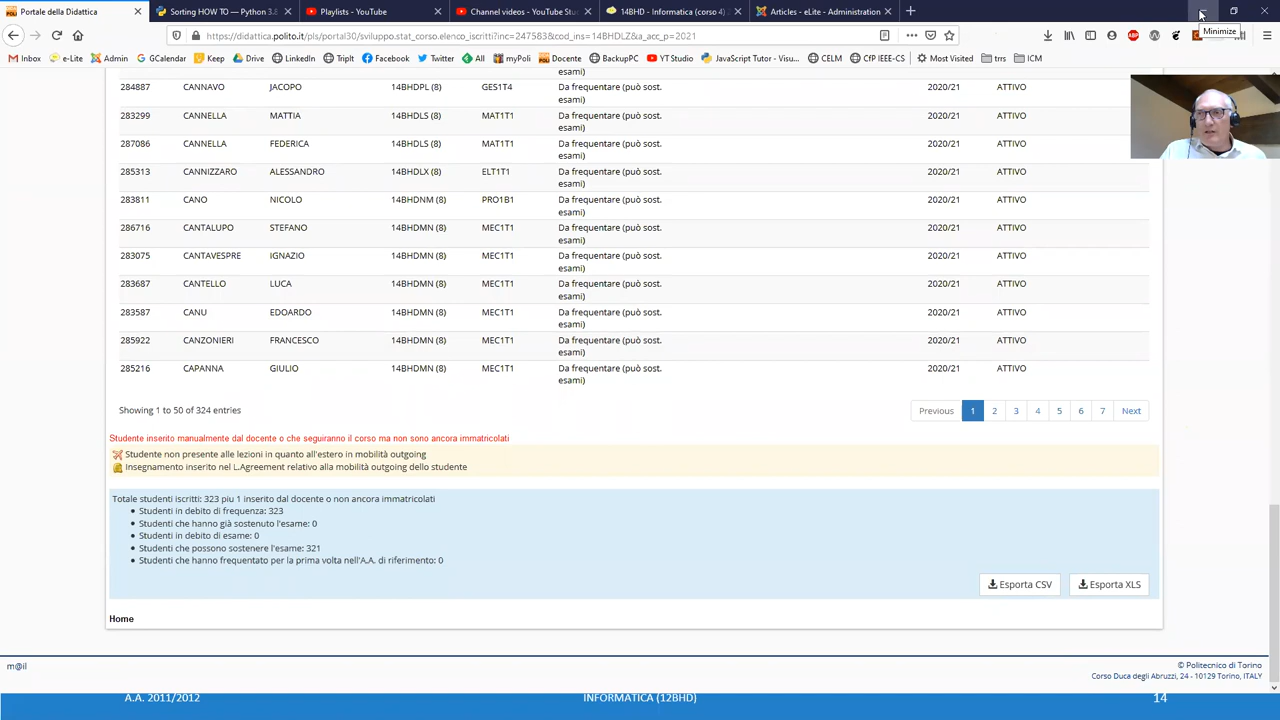 Portale della Didattica
Sorting HOW TO — Python 3.8
Playlists - YouTube
Channel videos - YouTube Stu
14BHD - Informatica (corso 4)
Articles - eLite - Administration
Minimize
https://didattica.polito.it/pls/portal30/sviluppo.stat_corso.elenco_iscritti?inc=247533&cod_ins=14BHDLZ&a_acc_p=2021
Inbox e-Lite Admin GCalendar Keep Drive LinkedIn TripIt Facebook Twitter All myPoli Docente BackupPC YT Studio JavaScript Tutor - Visu... CELM CfP IEEE-CS Most Visited trrs ICM
esami)
284887 CANNAVO JACOPO 14BHDPL (8) GES1T4 Da frequentare (può sost. 2020/21 ATTIVO
esami)
283299 CANNELLA MATTIA 14BHDLS (8) MAT1T1 Da frequentare (può sost. 2020/21 ATTIVO
esami)
287086 CANNELLA FEDERICA 14BHDLS (8) MAT1T1 Da frequentare (può sost. 2020/21 ATTIVO
esami)
285313 CANNIZZARO ALESSANDRO 14BHDLX (8) ELT1T1 Da frequentare (può sost. 2020/21 ATTIVO
esami)
283811 CANO NICOLO 14BHDNM (8) PRO1B1 Da frequentare (può sost. 2020/21 ATTIVO
esami)
286716 CANTALUPO STEFANO 14BHDMN (8) MEC1T1 Da frequentare (può sost. 2020/21 ATTIVO
esami)
283075 CANTAVESPRE IGNAZIO 14BHDMN (8) MEC1T1 Da frequentare (può sost. 2020/21 ATTIVO
esami)
283687 CANTELLO LUCA 14BHDMN (8) MEC1T1 Da frequentare (può sost. 2020/21 ATTIVO
esami)
283587 CANU EDOARDO 14BHDMN (8) MEC1T1 Da frequentare (può sost. 2020/21 ATTIVO
esami)
285922 CANZONIERI FRANCESCO 14BHDMN (8) MEC1T1 Da frequentare (può sost. 2020/21 ATTIVO
esami)
285216 CAPANNA GIULIO 14BHDMN (8) MEC1T1 Da frequentare (può sost. 2020/21 ATTIVO
esami)
Showing 1 to 50 of 324 entries Previous 1 2 3 4 5 6 7 Next
Studente inserito manualmente dal docente o che seguiranno il corso ma non sono ancora immatricolati
Studente non presente alle lezioni in quanto all'estero in mobilità outgoing
Insegnamento inserito nel L.Agreement relativo alla mobilità outgoing dello studente
Totale studenti iscritti: 323 piu 1 inserito dal docente o non ancora immatricolati
• Studenti in debito di frequenza: 323
• Studenti che hanno già sostenuto l'esame: 0
• Studenti in debito di esame: 0
• Studenti che possono sostenere l'esame: 321
• Studenti che hanno frequentato per la prima volta nell'A.A. di riferimento: 0
Esporta CSV Esporta XLS
Home
m@il © Politecnico di Torino
Corso Duca degli Abruzzi, 24 - 10129 Torino, ITALY
A.A. 2011/2012 INFORMATICA (12BHD) 14